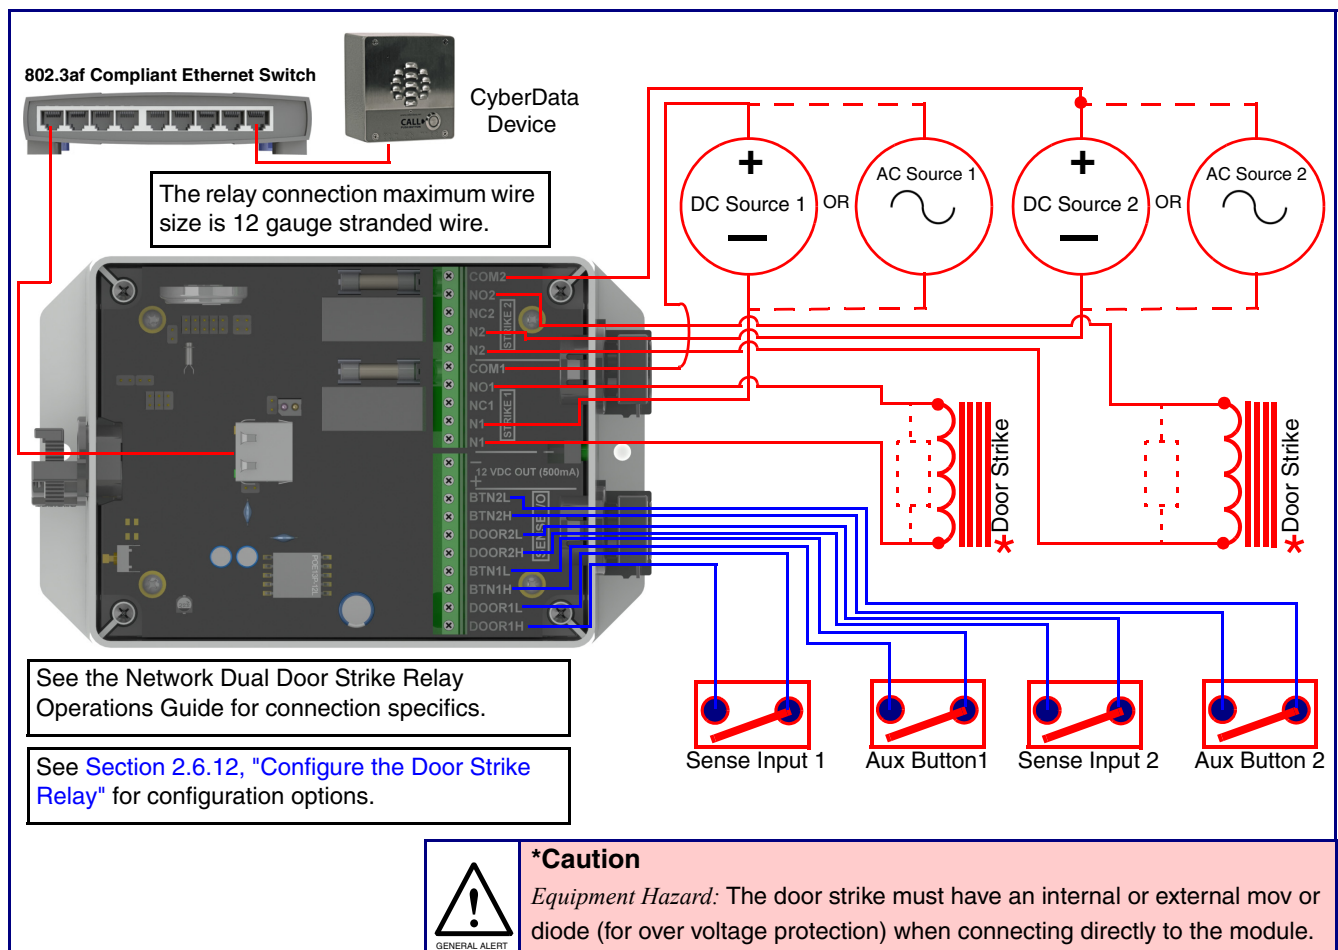 802.3af Compliant Ethernet Switch
CyberData
Device
CALL
The relay connection maximum wire
size is 12 gauge stranded wire.
+
DC Source 1
—
OR
AC Source 1
+
DC Source 2
—
OR
AC Source 2
COM2
NO2
NC2
N2
N2
STRIKE 2
COM1
NO1
NC1
N1
N1
STRIKE 1
−
12 VDC OUT (500mA)
+
BTN2L
BTN2H
DOOR2L
DOOR2H
BTN1L
BTN1H
DOOR1L
DOOR1H
*Door Strike
*Door Strike
Sense Input 1
Aux Button1
Sense Input 2
Aux Button 2
See the Network Dual Door Strike Relay
Operations Guide for connection specifics.
See Section 2.6.12, "Configure the Door Strike
Relay" for configuration options.
!
GENERAL ALERT
*Caution
Equipment Hazard: The door strike must have an internal or external mov or
diode (for over voltage protection) when connecting directly to the module.